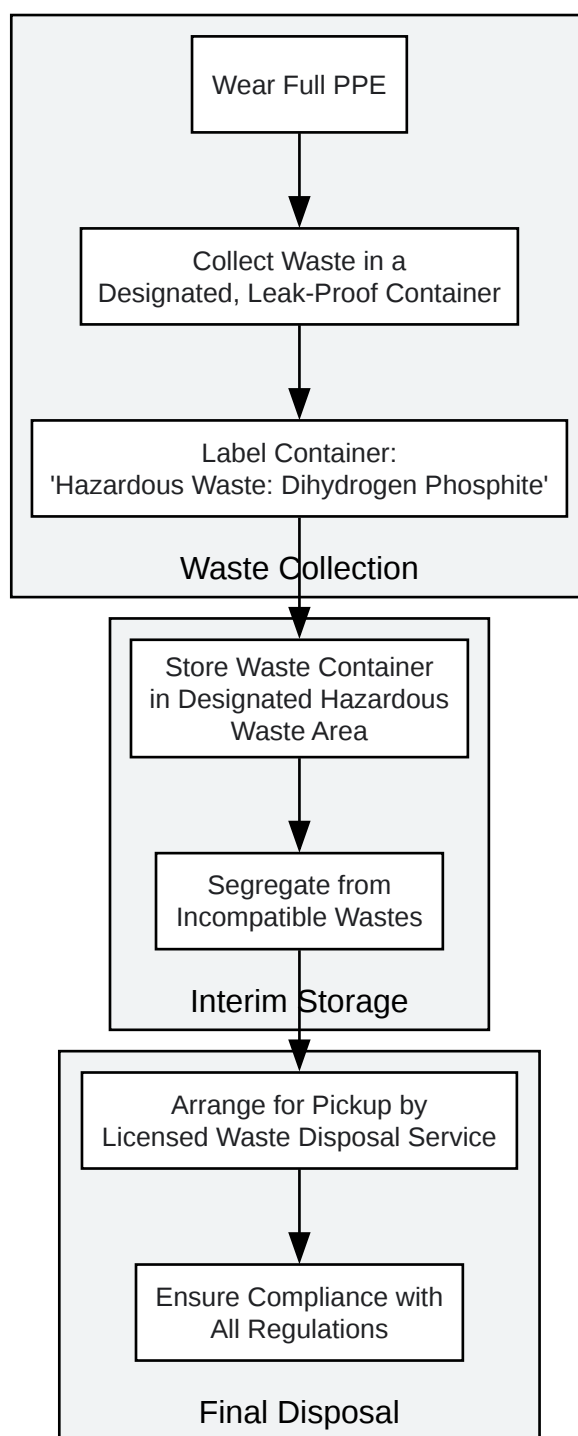 Wear Full PPE
Collect Waste in a
Designated, Leak-Proof Container
Label Container:
'Hazardous Waste: Dihydrogen Phosphite'
Waste Collection
Store Waste Container
in Designated Hazardous
Waste Area
Segregate from
Incompatible Wastes
Interim Storage
Arrange for Pickup by
Licensed Waste Disposal Service
Ensure Compliance with
All Regulations
Final Disposal